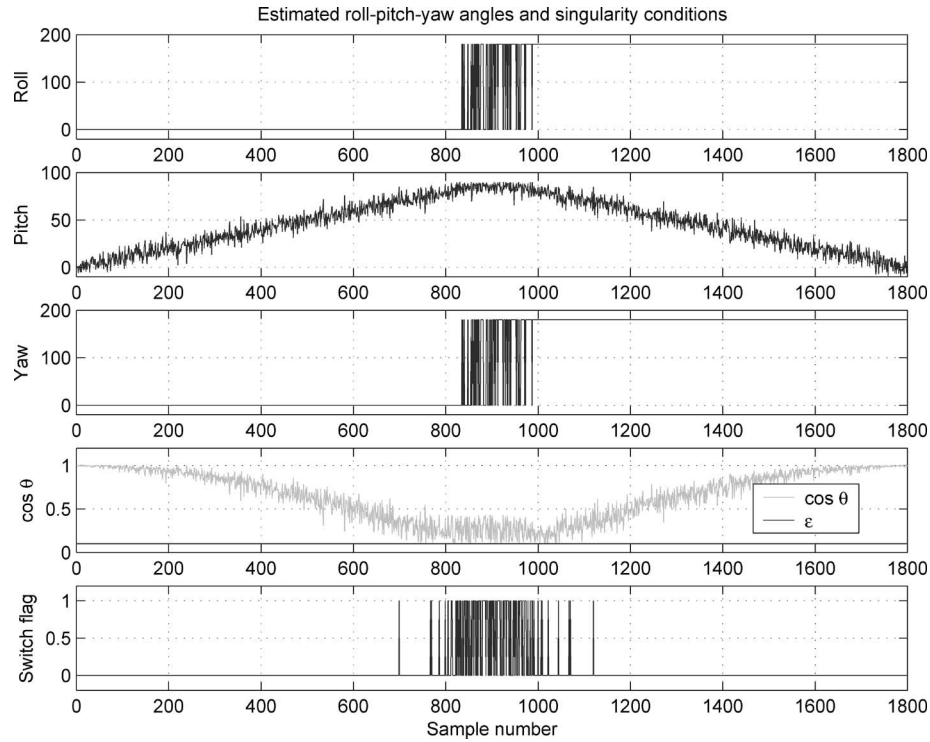 Estimated roll-pitch-yaw angles and singularity conditions
200
100
0
Roll
0 200 400 600 800 1000 1200 1400 1600 1800
100
50
0
Pitch
0 200 400 600 800 1000 1200 1400 1600 1800
200
100
0
Yaw
0 200 400 600 800 1000 1200 1400 1600 1800
1
0.5
0
cos θ
cos θ
ε
0 200 400 600 800 1000 1200 1400 1600 1800
1
0.5
0
Switch flag
0 200 400 600 800 1000 1200 1400 1600 1800
Sample number